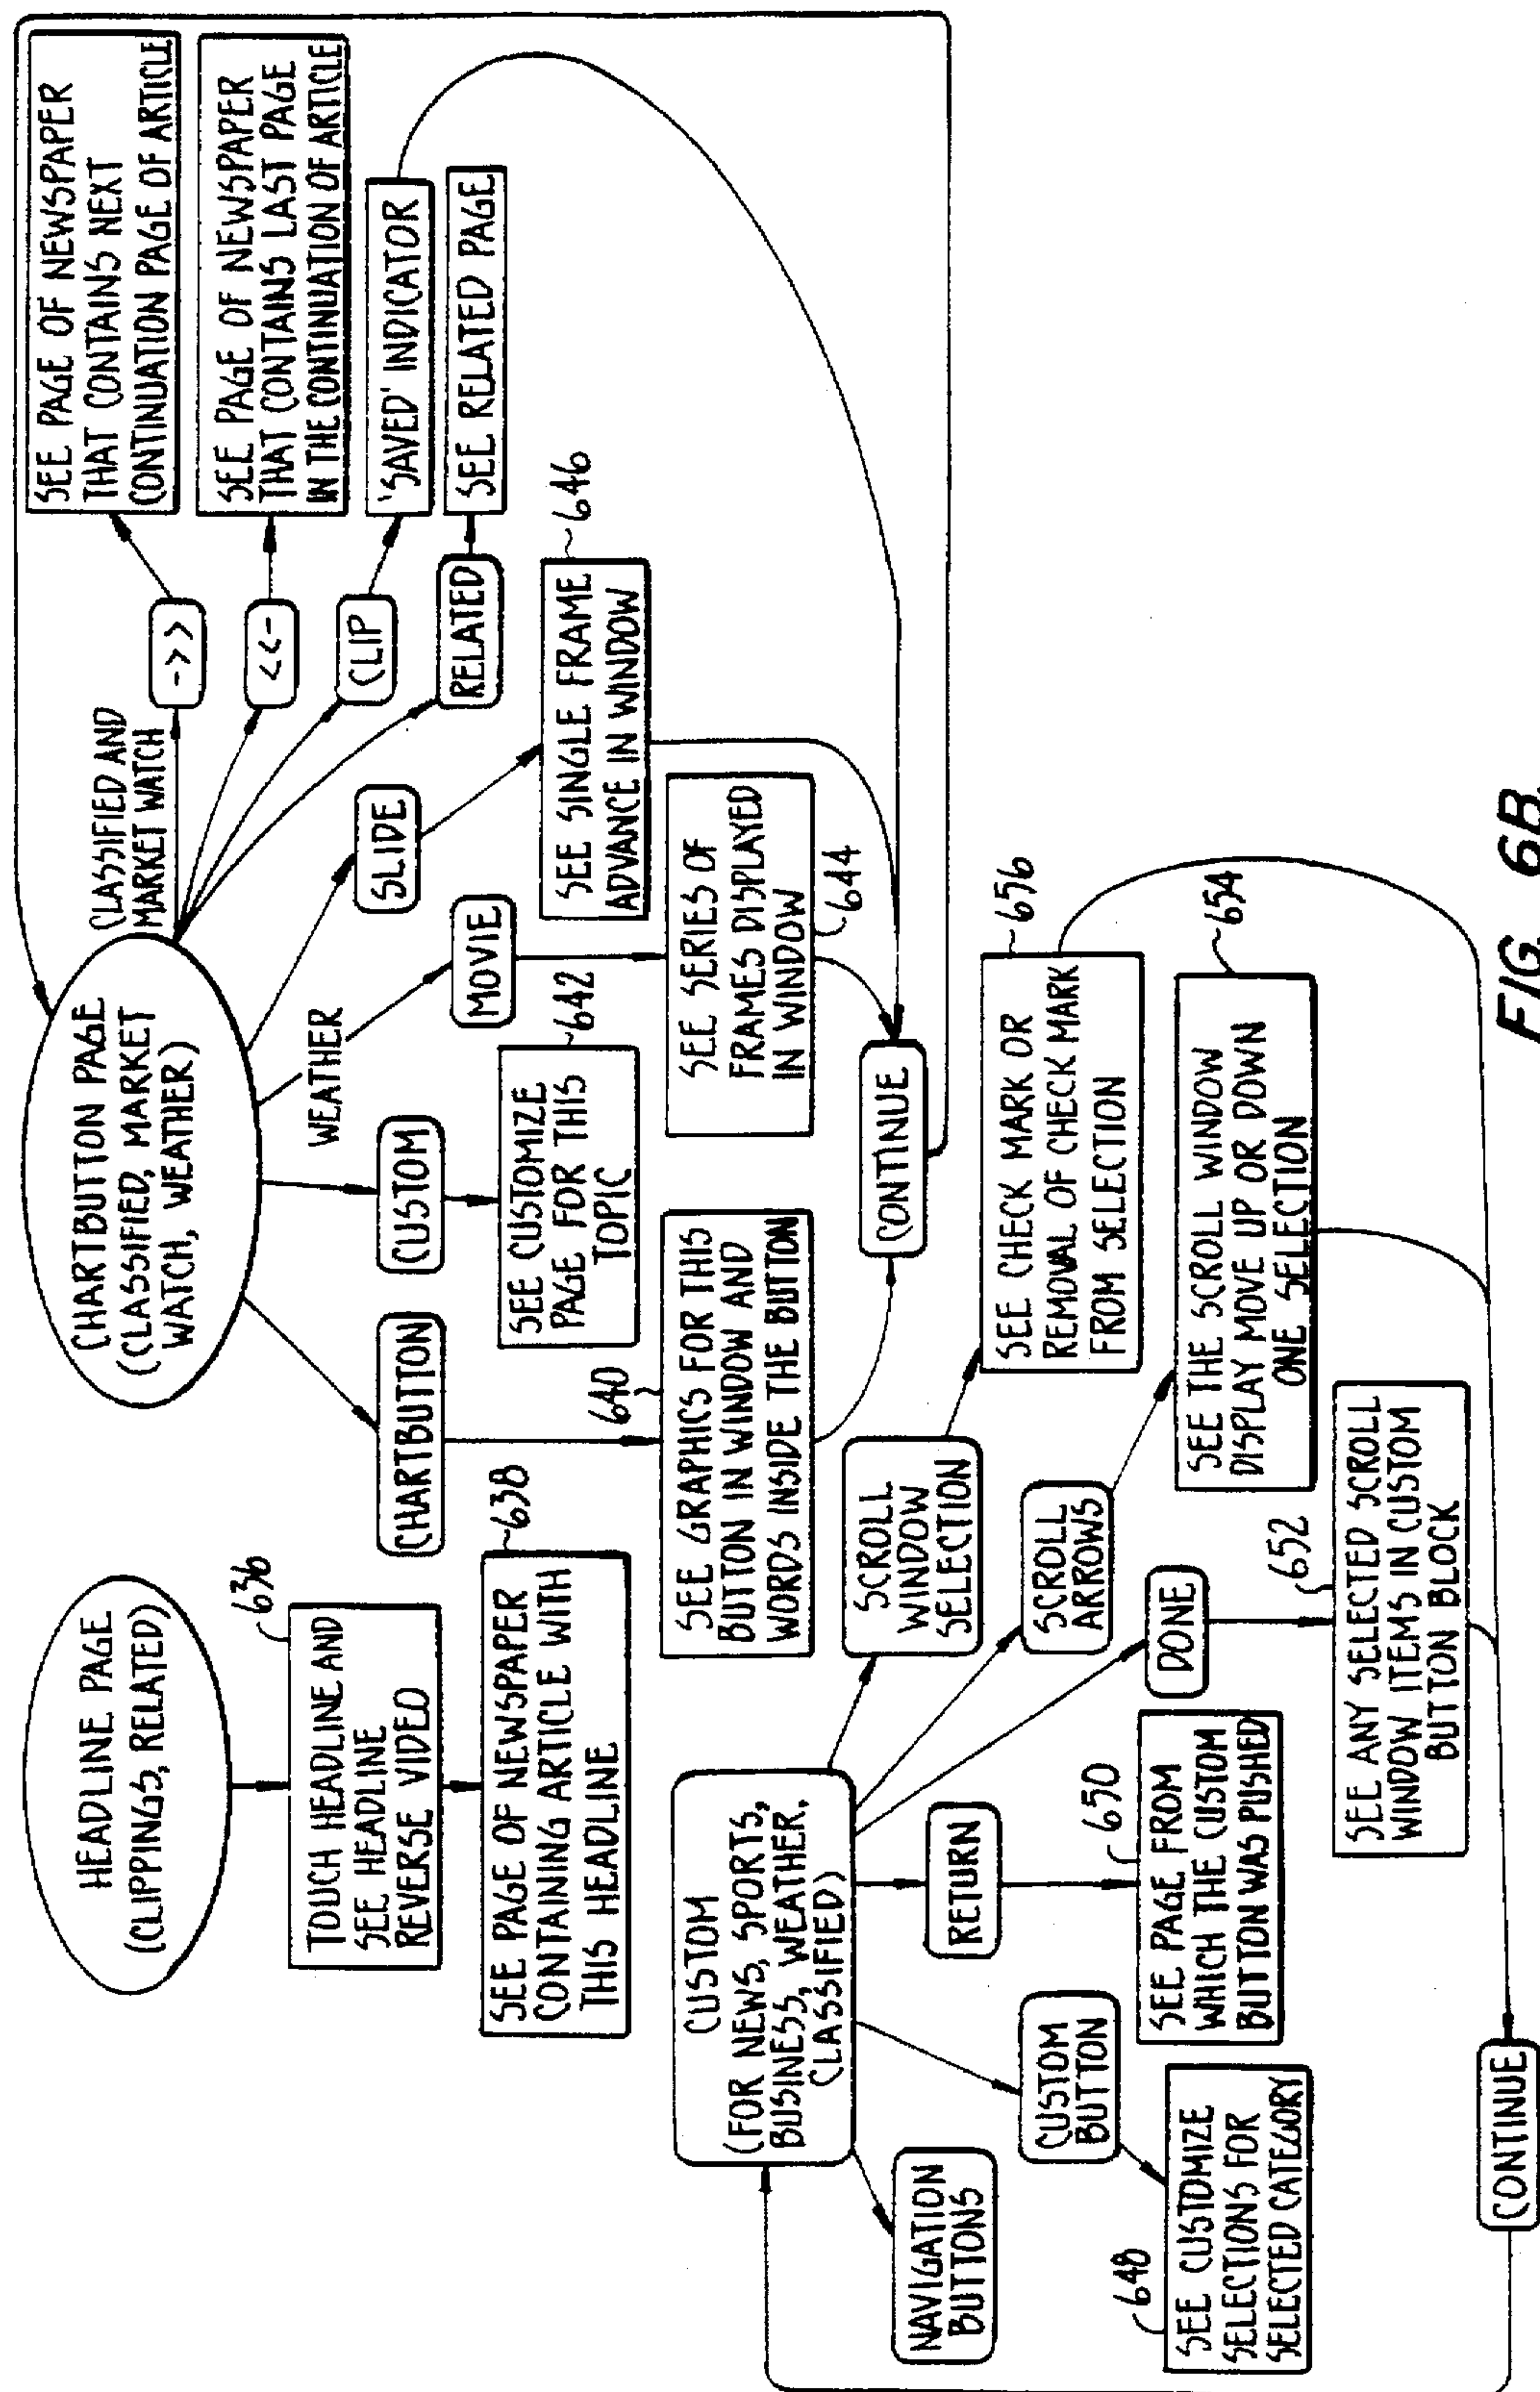 HEADLINE PAGE
(CLIPPINGS, RELATED)
636
TOUCH HEADLINE AND
SEE HEADLINE
REVERSE VIDEO
638
SEE PAGE OF NEWSPAPER
CONTAINING ARTICLE WITH
THIS HEADLINE
CHARTBUTTON PAGE
(CLASSIFIED, MARKET
WATCH, WEATHER)
CHARTBUTTON
640
SEE GRAPHICS FOR THIS
BUTTON IN WINDOW AND
WORDS INSIDE THE BUTTON
CUSTOM
642
SEE CUSTOMIZE
PAGE FOR THIS
TOPIC
WEATHER
MOVIE
SEE SERIES OF
FRAMES DISPLAYED
IN WINDOW
644
SLIDE
646
SEE SINGLE FRAME
ADVANCE IN WINDOW
CLASSIFIED AND
MARKET WATCH
->>
SEE PAGE OF NEWSPAPER
THAT CONTAINS NEXT
CONTINUATION PAGE OF ARTICLE
<<-
SEE PAGE OF NEWSPAPER
THAT CONTAINS LAST PAGE
IN THE CONTINUATION OF ARTICLE
CLIP
'SAVED' INDICATOR
RELATED
SEE RELATED PAGE
CONTINUE
CUSTOM
(FOR NEWS, SPORTS,
BUSINESS, WEATHER.
CLASSIFIED)
NAVIGATION
BUTTONS
CUSTOM
BUTTON
648
SEE CUSTOMIZE
SELECTIONS FOR
SELECTED CATEGORY
RETURN
650
SEE PAGE FROM
WHICH THE CUSTOM
BUTTON WAS PUSHED
DONE
652
SEE ANY SELECTED SCROLL
WINDOW ITEMS IN CUSTOM
BUTTON BLOCK
SCROLL
ARROWS
654
SEE THE SCROLL WINDOW
DISPLAY MOVE UP OR DOWN
ONE SELECTION
SCROLL
WINDOW
SELECTION
656
SEE CHECK MARK OR
REMOVAL OF CHECK MARK
FROM SELECTION
CONTINUE
FIG. 6B.